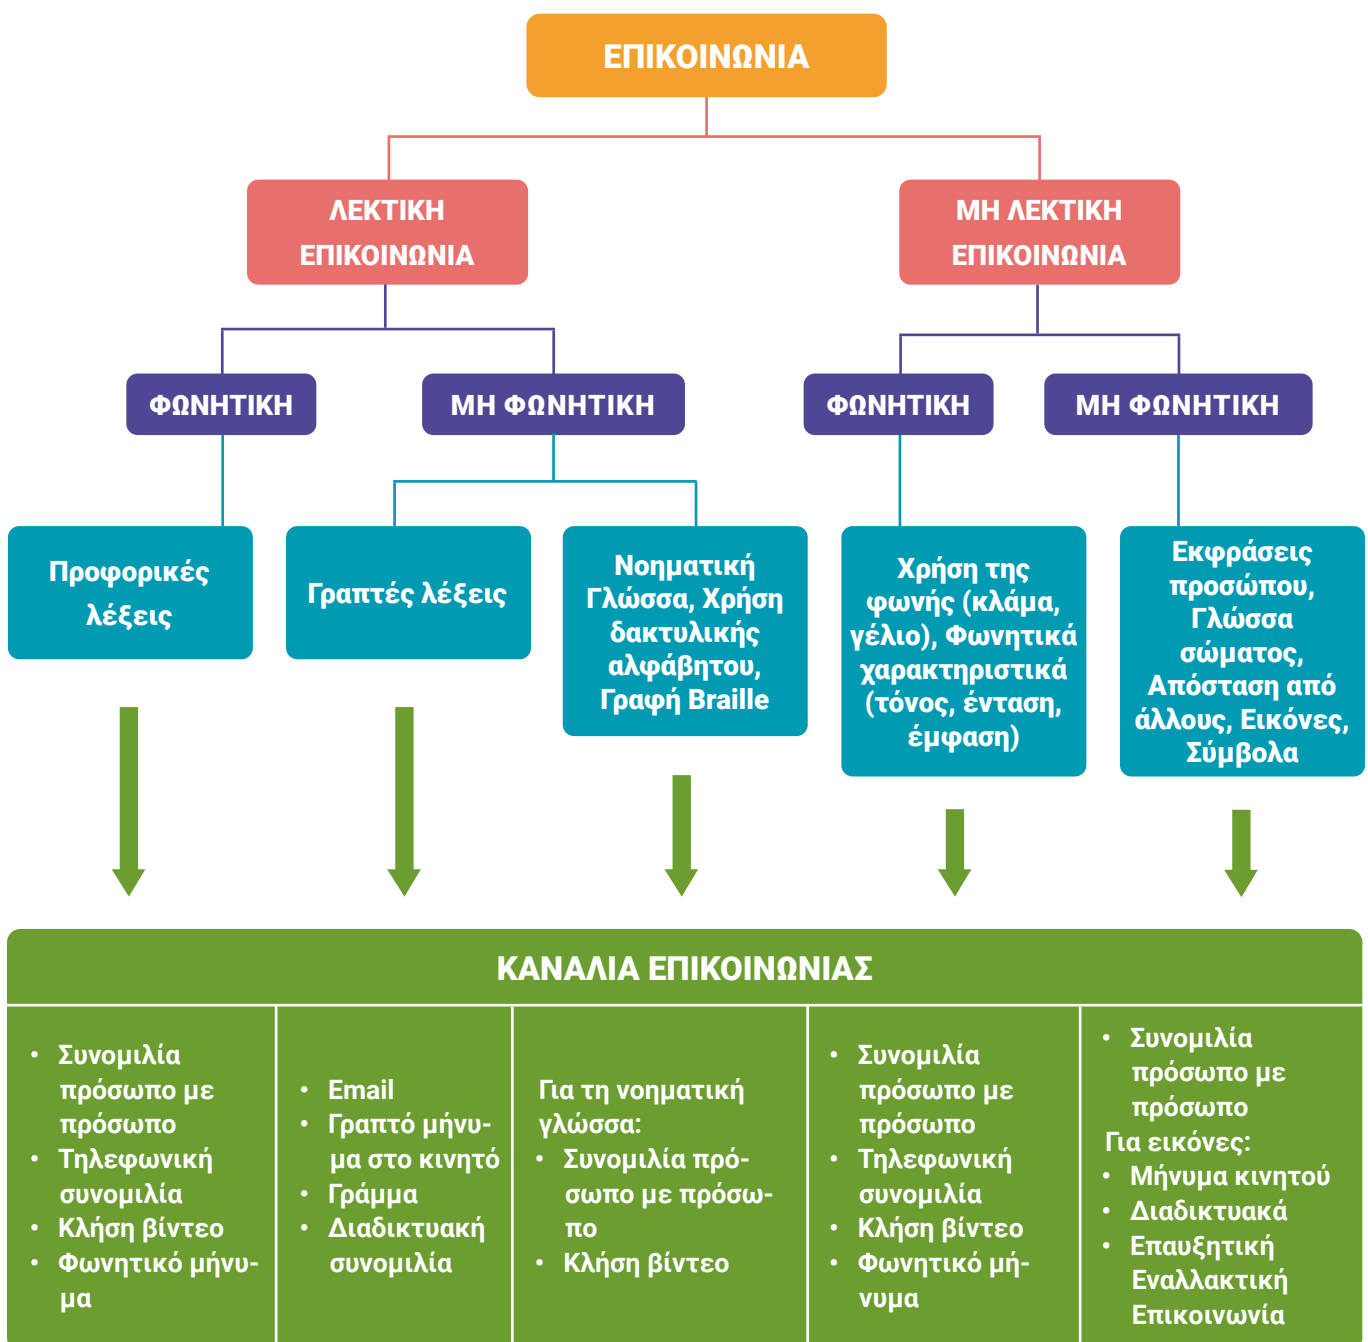 ΕΠΙΚΟΙΝΩΝΙΑ
ΛΕΚΤΙΚΗ
ΕΠΙΚΟΙΝΩΝΙΑ
ΜΗ ΛΕΚΤΙΚΗ
ΕΠΙΚΟΙΝΩΝΙΑ
ΦΩΝΗΤΙΚΗ
ΜΗ ΦΩΝΗΤΙΚΗ
ΦΩΝΗΤΙΚΗ
ΜΗ ΦΩΝΗΤΙΚΗ
Προφορικές
λέξεις
Γραπτές λέξεις
Νοηματική
Γλώσσα, Χρήση
δακτυλικής
αλφάβητου,
Γραφή Braille
Χρήση της
φωνής (κλάμα,
γέλιο), Φωνητικά
χαρακτηριστικά
(τόνος, ένταση,
έμφαση)
Εκφράσεις
προσώπου,
Γλώσσα
σώματος,
Απόσταση από
άλλους, Εικόνες,
Σύμβολα
ΚΑΝΑΛΙΑ ΕΠΙΚΟΙΝΩΝΙΑΣ
• Συνομιλία
πρόσωπο με
πρόσωπο
• Τηλεφωνική
συνομιλία
• Κλήση βίντεο
• Φωνητικό μήνυ-
μα
• Email
• Γραπτό μήνυ-
μα στο κινητό
• Γράμμα
• Διαδικτυακή
συνομιλία
Για τη νοηματική
γλώσσα:
• Συνομιλία πρό-
σωπο με πρόσω-
πο
• Κλήση βίντεο
• Συνομιλία
πρόσωπο με
πρόσωπο
• Τηλεφωνική
συνομιλία
• Κλήση βίντεο
• Φωνητικό μή-
νυμα
• Συνομιλία
πρόσωπο με
πρόσωπο
Για εικόνες:
• Μήνυμα κινητού
• Διαδικτυακά
• Επαυξητική
Εναλλακτική
Επικοινωνία